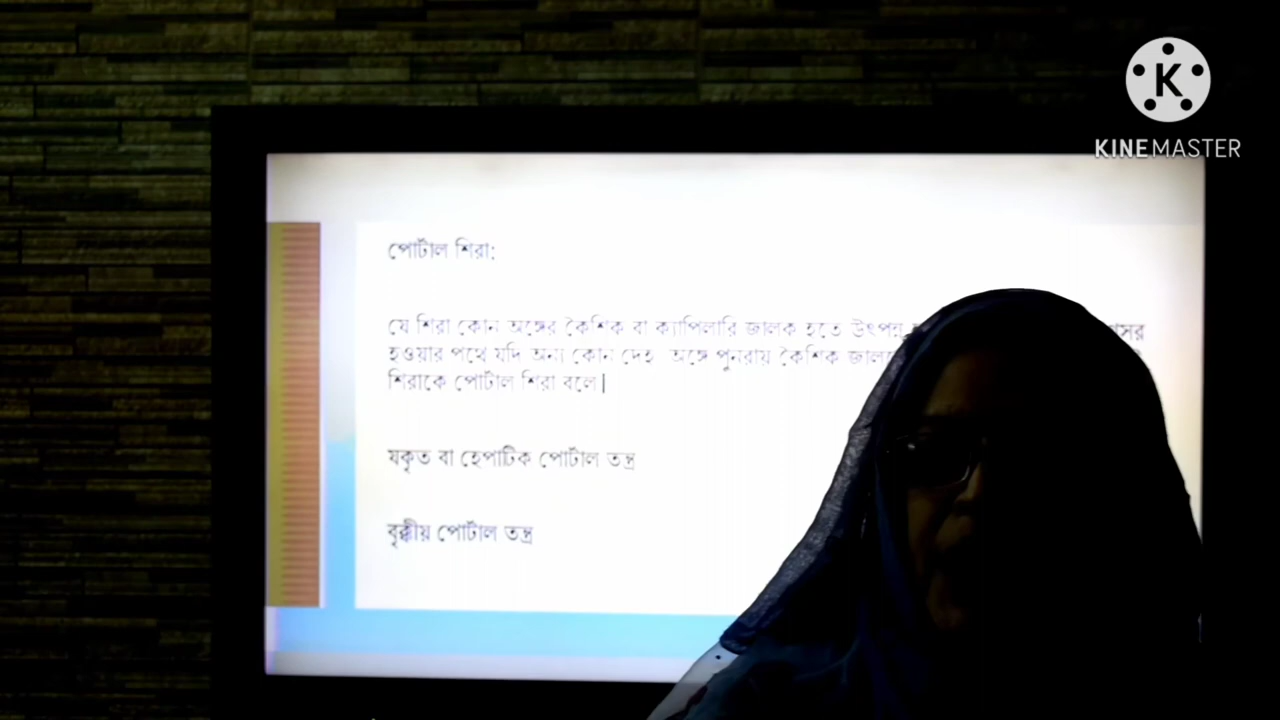 পোর্টাল শিরা:
যে শিরা কোন অঙ্গের কৈশিক বা ক্যাপিলারি জালক হতে উৎপন্ন
হওয়ার পথে যদি অন্য কোন দেহ অঙ্গে পুনরায় কৈশিক
শিরাকে পোর্টাল শিরা বলে|
যকৃত বা হেপাটিক পোর্টাল তন্ত্র
বৃক্কীয় পোর্টাল তন্ত্র
K
KINEMASTER